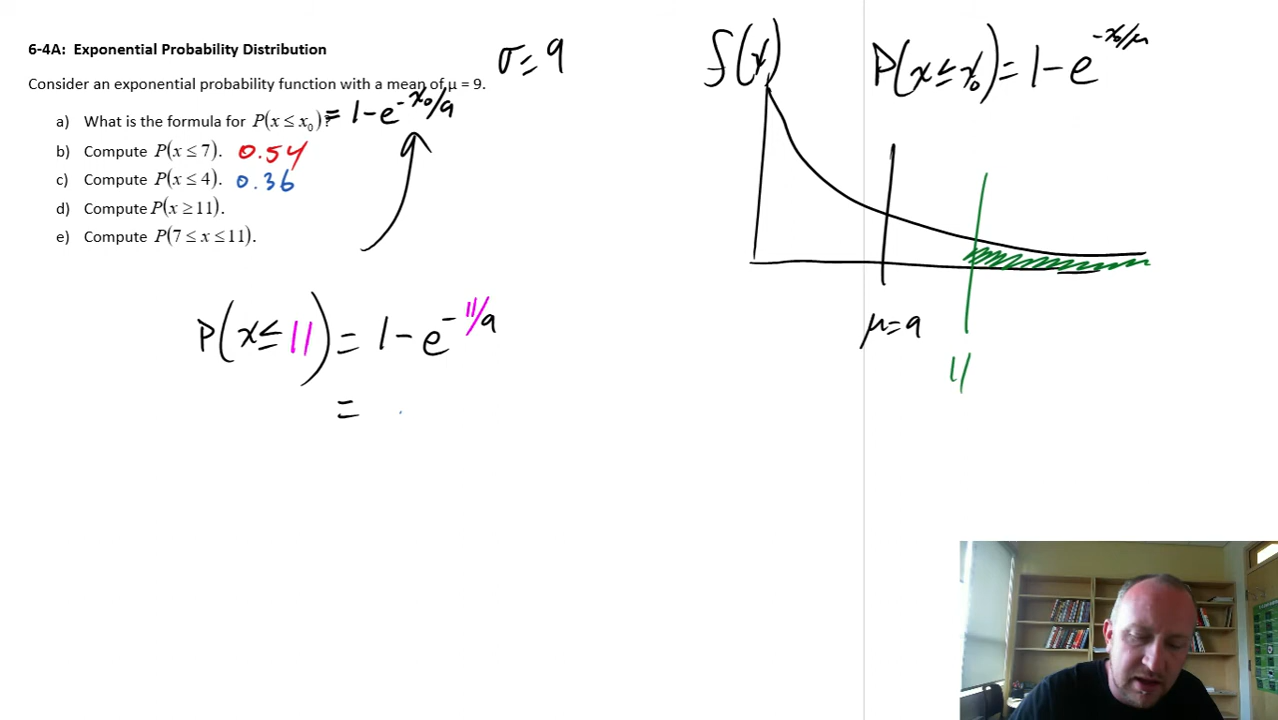 6-4A: Exponential Probability Distribution
σ = 9
Consider an exponential probability function with a mean of μ = 9.
a) What is the formula for P(x ≤ x₀)? = 1 - e^(-x₀/9)
b) Compute P(x ≤ 7). 0.54
c) Compute P(x ≤ 4). 0.36
d) Compute P(x ≥ 11).
e) Compute P(7 ≤ x ≤ 11).
P(x ≤ 11) = 1 - e^(-11/9)
=
f(x)
P(x ≤ x₀) = 1 - e^(-x₀/μ)
μ = 9
11